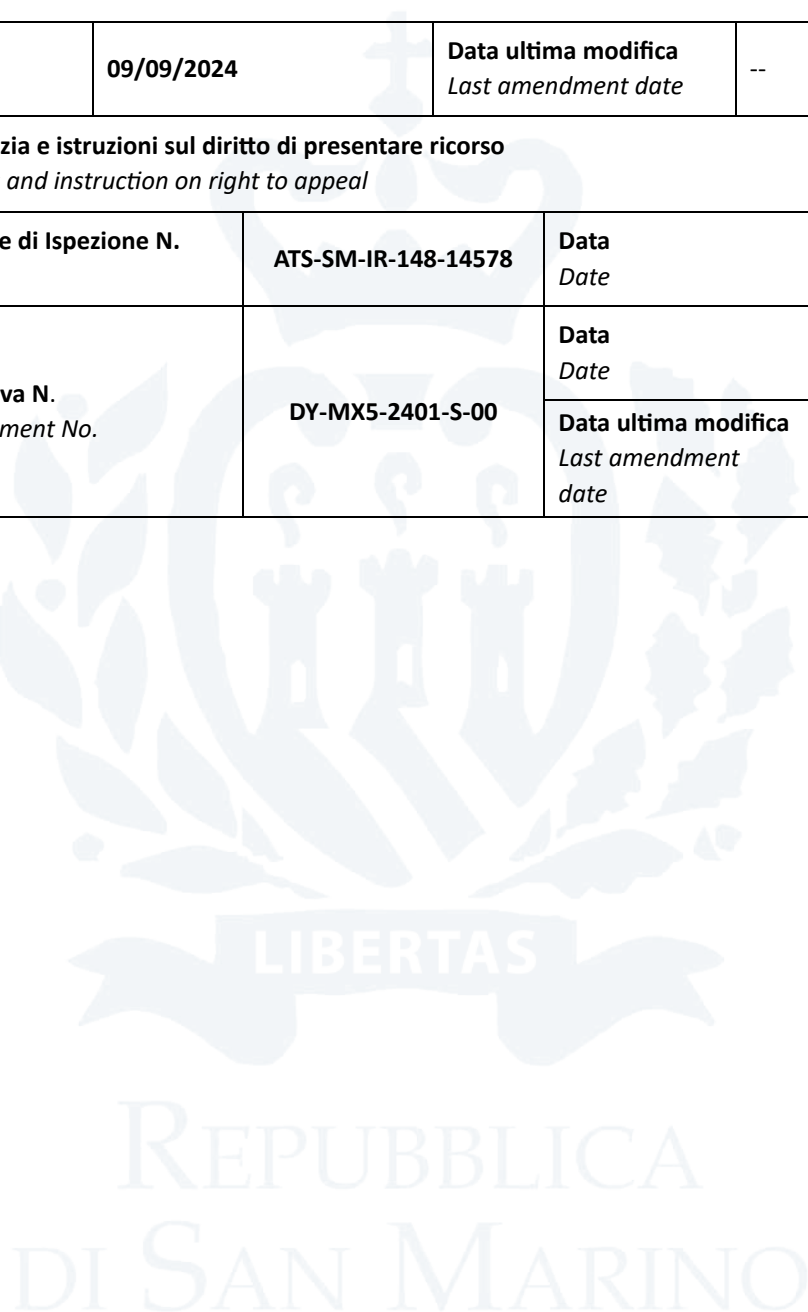 09/09/2024
Data ultima modifica
Last amendment date
--
zia e istruzioni sul diritto di presentare ricorso
and instruction on right to appeal
e di Ispezione N.
ATS-SM-IR-148-14578
Data
Date
va N.
ment No.
DY-MX5-2401-S-00
Data
Date
Data ultima modifica
Last amendment
date
LIBERTAS
REPUBBLICA
DI SAN MARINO